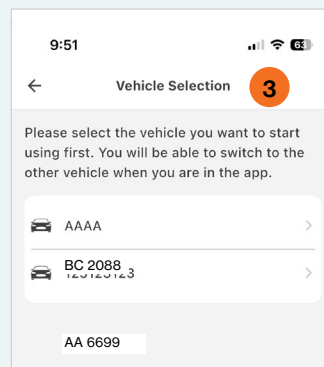 9:51
63
Vehicle Selection
3
Please select the vehicle you want to start
using first. You will be able to switch to the
other vehicle when you are in the app.
AAAA
BC 2088
AA 6699